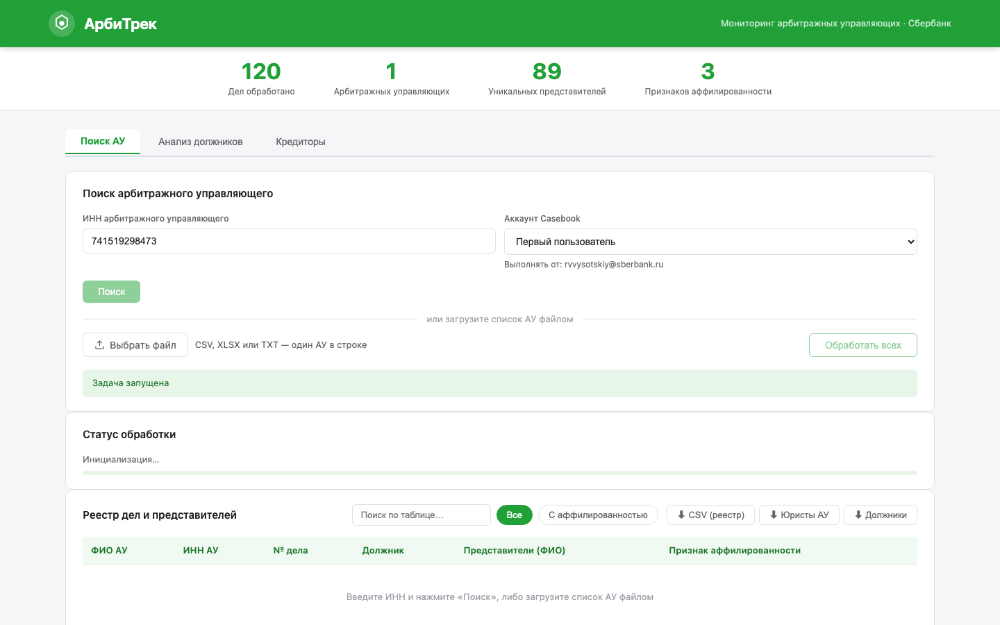 АрбиТрек
Мониторинг арбитражных управляющих · Сбербанк
120
Дел обработано
1
Арбитражных управляющих
89
Уникальных представителей
3
Признаков аффилированности
Поиск АУ
Анализ должников
Кредиторы
Поиск арбитражного управляющего
ИНН арбитражного управляющего
741519298473
Аккаунт Casebook
Первый пользователь
Выполнять от: rvvysotskiy@sberbank.ru
Поиск
или загрузите список АУ файлом
Выбрать файл
CSV, XLSX или TXT — один АУ в строке
Обработать всех
Задача запущена
Статус обработки
Инициализация...
Реестр дел и представителей
Поиск по таблице...
Все
С аффилированностью
⬇ CSV (реестр)
⬇ Юристы АУ
⬇ Должники
ФИО АУ
ИНН АУ
№ дела
Должник
Представители (ФИО)
Признак аффилированности
Введите ИНН и нажмите «Поиск», либо загрузите список АУ файлом